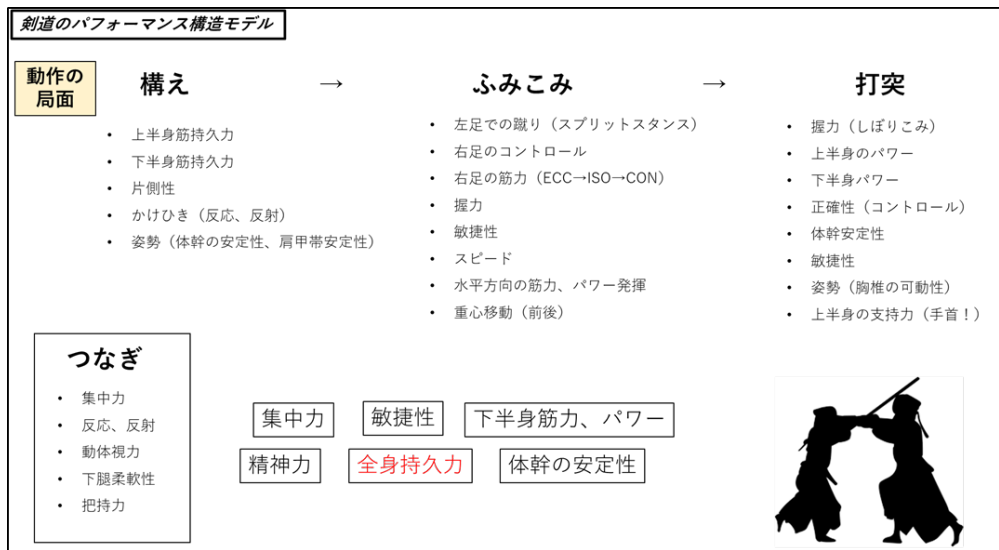 剣道のパフォーマンス構造モデル
動作の
局面
構え
→
ふみこみ
→
打突
• 上半身筋持久力
• 下半身筋持久力
• 片側性
• かけひき（反応、反射）
• 姿勢（体幹の安定性、肩甲帯安定性）
• 左足での蹴り（スプリットスタンス）
• 右足のコントロール
• 右足の筋力（ECC→ISO→CON）
• 握力
• 敏捷性
• スピード
• 水平方向の筋力、パワー発揮
• 重心移動（前後）
• 握力（しぼりこみ）
• 上半身のパワー
• 下半身パワー
• 正確性（コントロール）
• 体幹安定性
• 敏捷性
• 姿勢（胸椎の可動性）
• 上半身の支持力（手首！）
つなぎ
• 集中力
• 反応、反射
• 動体視力
• 下腿柔軟性
• 把持力
集中力
敏捷性
下半身筋力、パワー
精神力
全身持久力
体幹の安定性